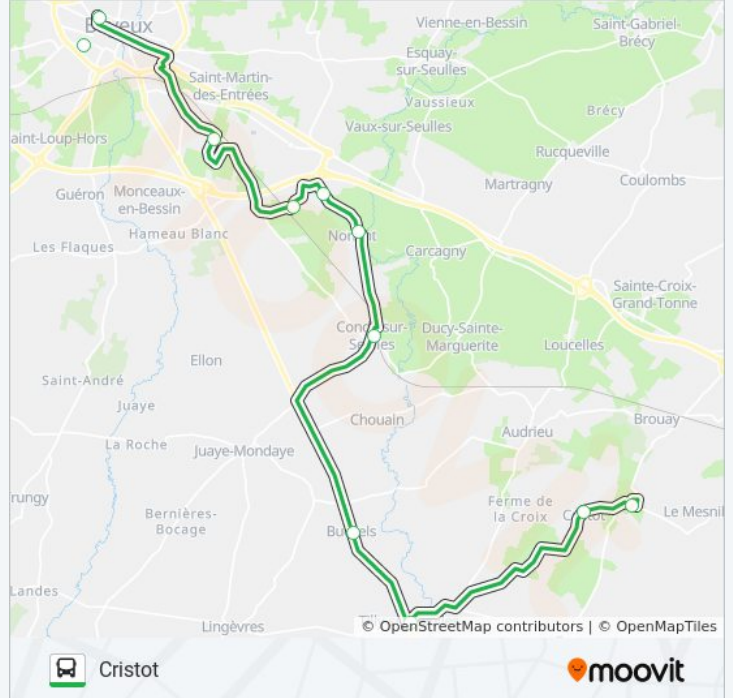 Vienne-en-Bessin
Saint-Gabriel-
Brécy
Esquay-
sur-Seulles
Saint-Martin-
des-Entrées
Vaussieux
Brécy
Vaux-sur-Seulles
aint-Loup-Hors
Rucqueville
Martragny
Coulombs
Guéron
Monceaux-
en-Bessin
Hameau Blanc
Les Flaques
Carcagny
Sainte-Croix-
Grand-Tonne
Ducy-Sainte-
Marguerite
Loucelles
Ellon
Saint-André
Juaye
Chouain
Brouay
Audrieu
La Roche
Juaye-Mondaye
rungy
Bernières-
Bocage
Ferme de
la Croix
Le Mesnil
Landes
Lingèvres
© OpenStreetMap contributors | © OpenMapTiles
Cristot
moovit